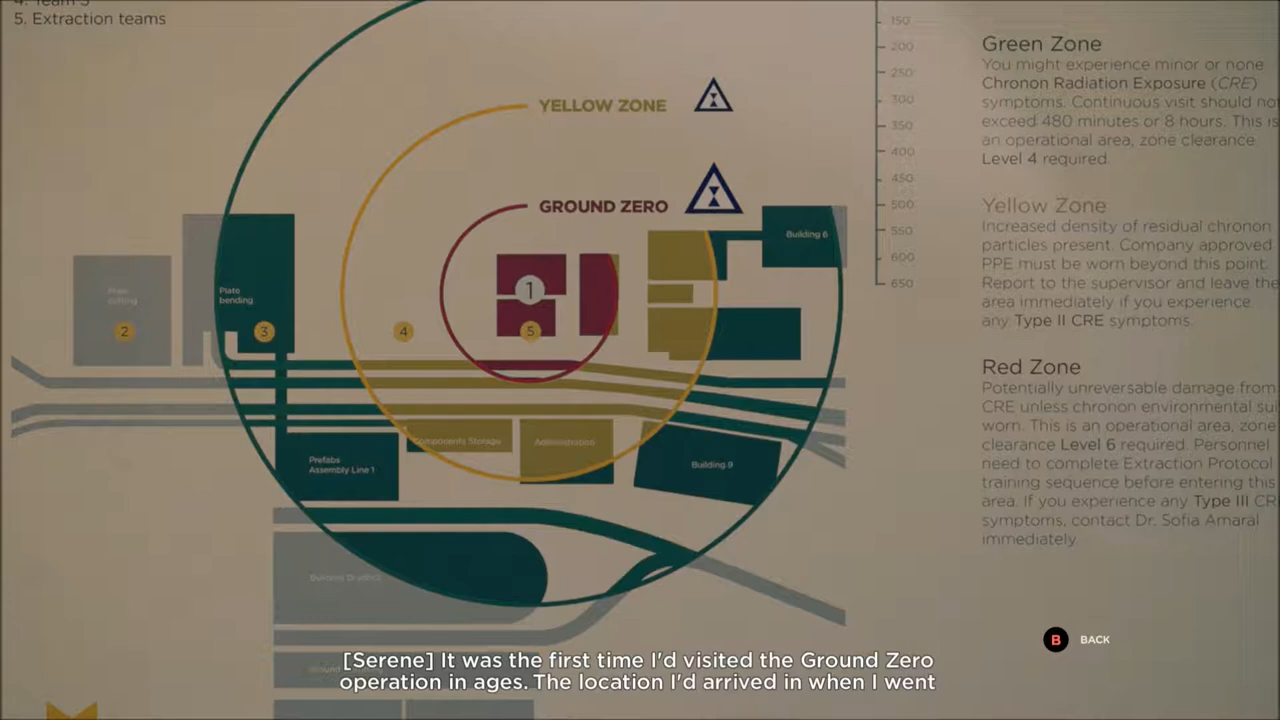 5. Extraction teams
150
200
250
300
350
400
450
500
550
600
650
YELLOW ZONE
GROUND ZERO
1
2
Plate
bending
3
4
5
Building 6
Components Storage
Administration
Prefabs
Assembly Line 1
Building 9
Green Zone
You might experience minor or none
Chronon Radiation Exposure (CRE)
symptoms. Continuous visit should no
exceed 480 minutes or 8 hours. This is
an operational area, zone clearance
Level 4 required.
Yellow Zone
Increased density of residual chronon
particles present. Company approved
PPE must be worn beyond this point.
Report to the supervisor and leave the
area immediately if you experience
any Type II CRE symptoms.
Red Zone
Potentially unreversable damage from
CRE unless chronon environmental sui
worn. This is an operational area, zone
clearance Level 6 required. Personnel
need to complete Extraction Protocol
training sequence before entering this
area. If you experience any Type III CR
symptoms, contact Dr. Sofia Amaral
immediately.
B BACK
[Serene] It was the first time I'd visited the Ground Zero
operation in ages. The location I'd arrived in when I went